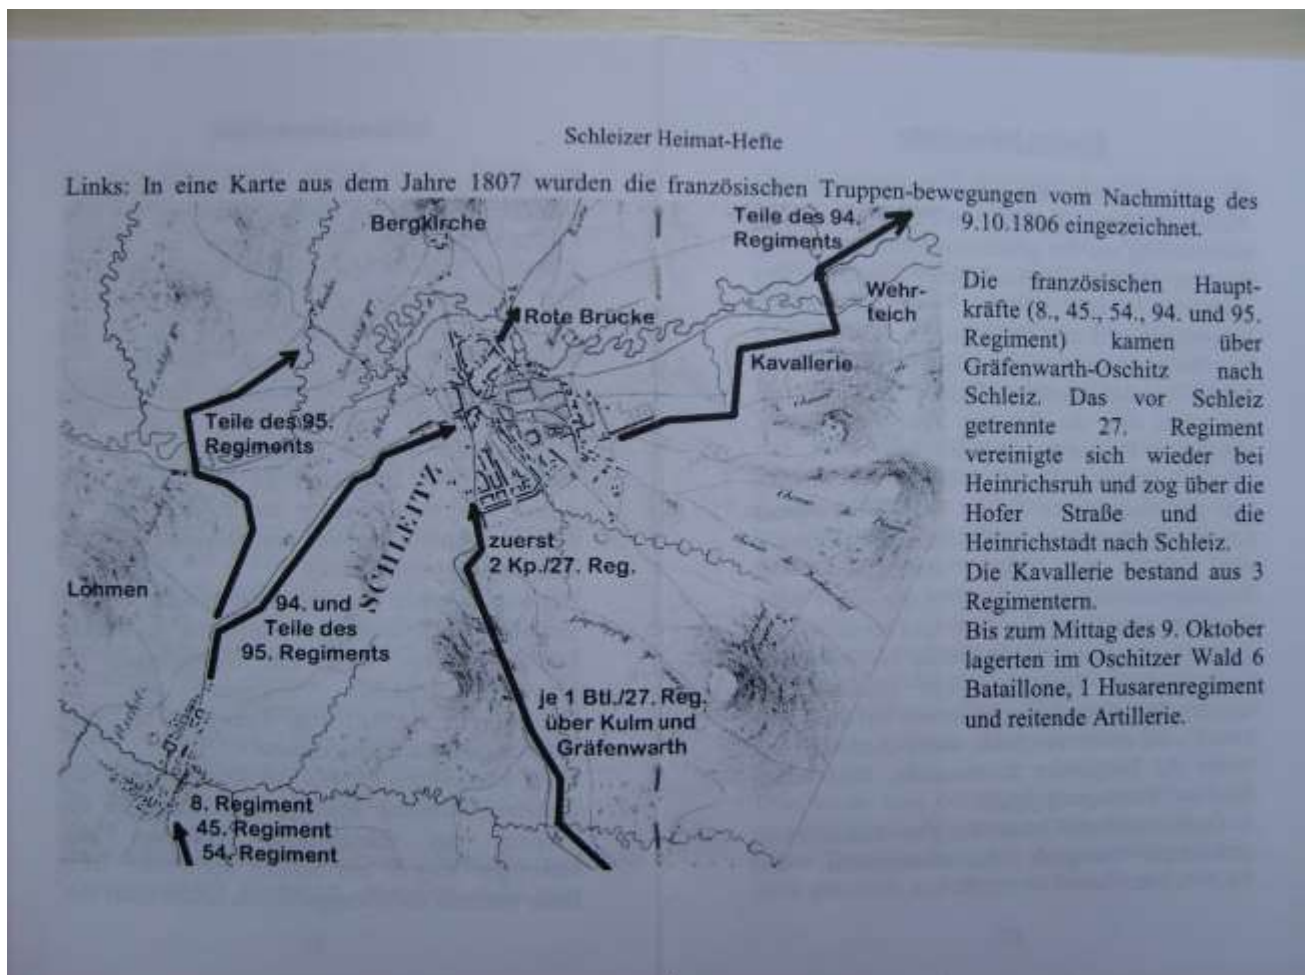 Schleizer Heimat-Hefte
Links: In eine Karte aus dem Jahre 1807 wurden die französischen Truppen-bewegungen vom Nachmittag des
9.10.1806 eingezeichnet.
Bergkirche
Teile des 94.
Regiments
Wehr-
teich
Rote Brücke
Kavallerie
Teile des 95.
Regiments
SCHLEITZ
zuerst
2 Kp./27. Reg.
Lohmen
94. und
Teile des
95. Regiments
je 1 Btl./27. Reg.
über Kulm und
Gräfenwarth
8. Regiment
45. Regiment
54. Regiment
Die französischen Haupt-
kräfte (8., 45., 54., 94. und 95.
Regiment) kamen über
Gräfenwarth-Oschitz nach
Schleiz. Das vor Schleiz
getrennte 27. Regiment
vereinigte sich wieder bei
Heinrichsruh und zog über die
Hofer Straße und die
Heinrichstadt nach Schleiz.
Die Kavallerie bestand aus 3
Regimentern.
Bis zum Mittag des 9. Oktober
lagerten im Oschitzer Wald 6
Bataillone, 1 Husarenregiment
und reitende Artillerie.